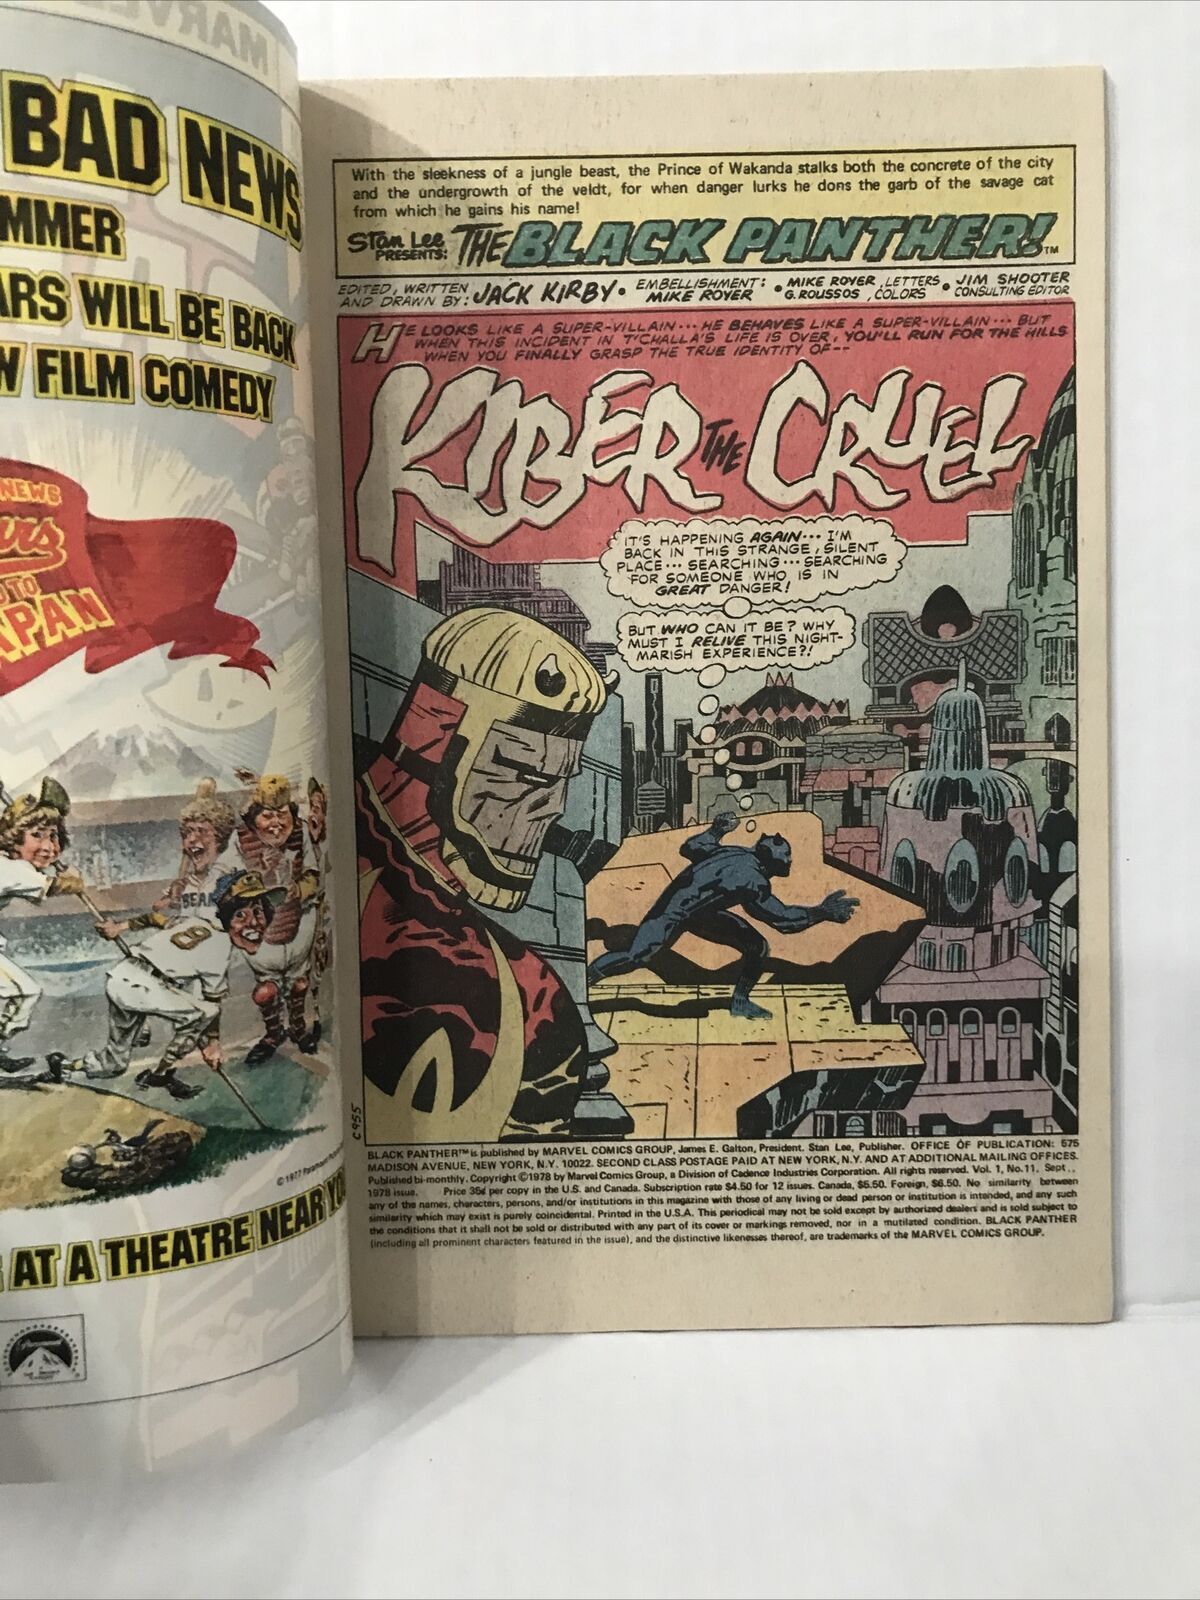 BAD NEWS
MMER
ARS WILL BE BACK
W FILM COMEDY
NEWS
ers
TO
APAN
BEAR
8
©1977 Paramount
AT A THEATRE NEAR YOU
Paramount
With the sleekness of a jungle beast, the Prince of Wakanda stalks both the concrete of the city
and the undergrowth of the veldt, for when danger lurks he dons the garb of the savage cat
from which he gains his name!
Stan Lee
PRESENTS:
THE BLACK PANTHER!™
EDITED, WRITTEN
AND DRAWN BY: JACK KIRBY • EMBELLISHMENT:
MIKE ROYER • MIKE ROYER, LETTERS
G. ROUSSOS, COLORS • JIM SHOOTER
CONSULTING EDITOR
HE LOOKS LIKE A SUPER-VILLAIN... HE BEHAVES LIKE A SUPER-VILLAIN... BUT
WHEN THIS INCIDENT IN T'CHALLA'S LIFE IS OVER, YOU'LL RUN FOR THE HILLS
WHEN YOU FINALLY GRASP THE TRUE IDENTITY OF--
KIBER THE CRUEL
IT'S HAPPENING AGAIN... I'M
BACK IN THIS STRANGE, SILENT
PLACE... SEARCHING... SEARCHING
FOR SOMEONE WHO IS IN
GREAT DANGER!
BUT WHO CAN IT BE? WHY
MUST I RELIVE THIS NIGHT-
MARISH EXPERIENCE?!
C955
BLACK PANTHER™ is published by MARVEL COMICS GROUP, James E. Galton, President. Stan Lee, Publisher. OFFICE OF PUBLICATION: 575
MADISON AVENUE, NEW YORK, N.Y. 10022. SECOND CLASS POSTAGE PAID AT NEW YORK, N.Y. AND AT ADDITIONAL MAILING OFFICES.
Published bi-monthly. Copyright ©1978 by Marvel Comics Group, a Division of Cadence Industries Corporation. All rights reserved. Vol. 1, No. 11, Sept.,
1978 issue. Price 35¢ per copy in the U.S. and Canada. Subscription rate $4.50 for 12 issues. Canada, $5.50. Foreign, $6.50. No similarity between
any of the names, characters, persons, and/or institutions in this magazine with those of any living or dead person or institution is intended, and any such
similarity which may exist is purely coincidental. Printed in the U.S.A. This periodical may not be sold except by authorized dealers and is sold subject to
the conditions that it shall not be sold or distributed with any part of its cover or markings removed, nor in a mutilated condition. BLACK PANTHER
(including all prominent characters featured in the issue), and the distinctive likenesses thereof, are trademarks of the MARVEL COMICS GROUP.